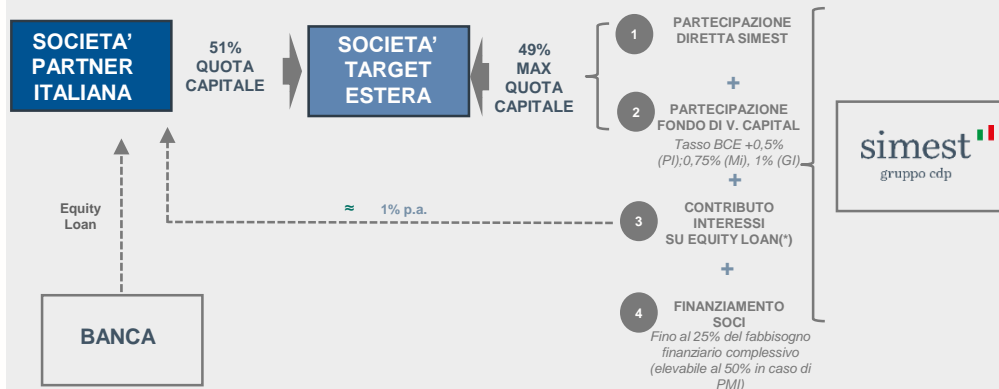 SOCIETA'
PARTNER
ITALIANA
51%
QUOTA
CAPITALE
SOCIETA'
TARGET
ESTERA
49%
MAX
QUOTA
CAPITALE
1
PARTECIPAZIONE
DIRETTA SIMEST
+
2
PARTECIPAZIONE
FONDO DI V. CAPITAL
Tasso BCE +0,5%
(PI);0,75% (Mi), 1% (GI)
+
3
CONTRIBUTO
INTERESSI
SU EQUITY LOAN(*)
+
4
FINANZIAMENTO
SOCI
Fino al 25% del fabbisogno
finanziario complessivo
(elevabile al 50% in caso di
PMI)
simest
gruppo cdp
Equity
Loan
≈ 1% p.a.
BANCA